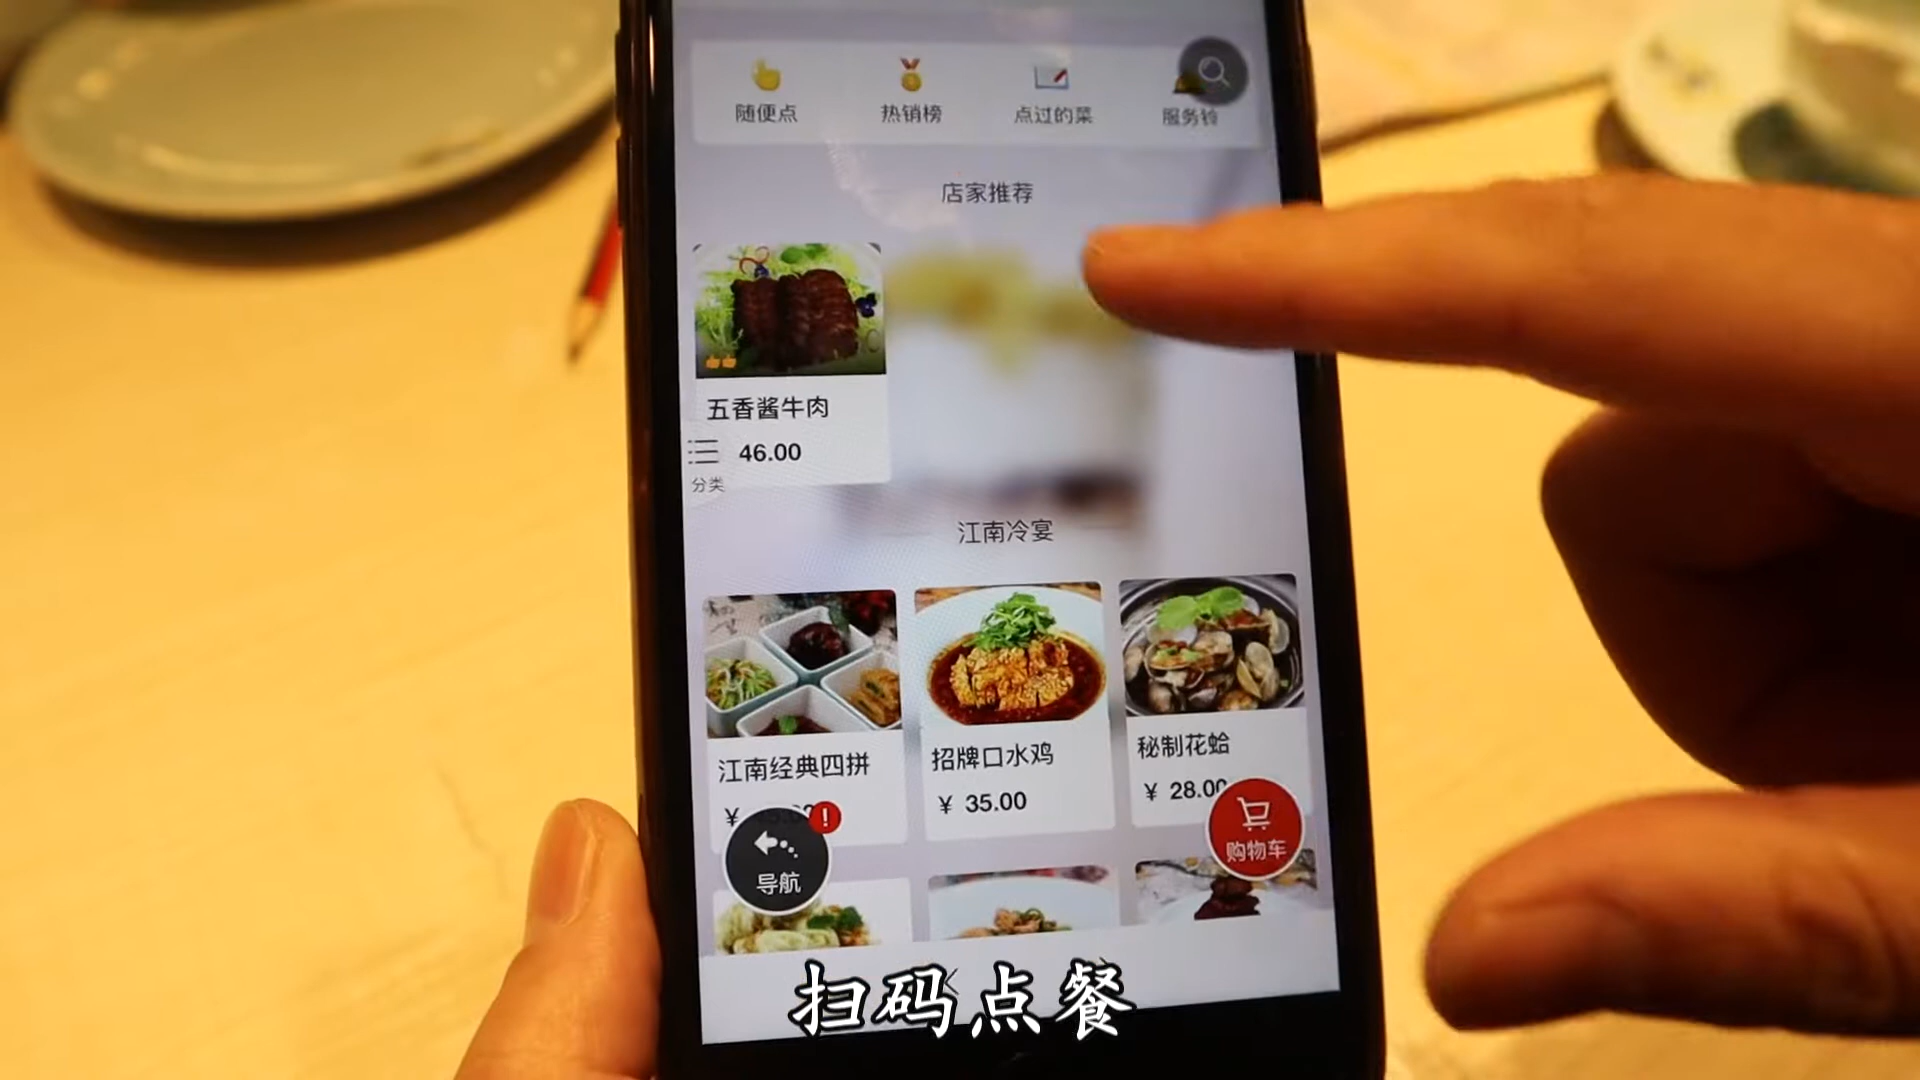 随便点 热销榜 点过的菜 服务铃
店家推荐
五香酱牛肉
46.00
分类
江南冷宴
江南经典四拼 招牌口水鸡 秘制花蛤
¥ ¥ 35.00 ¥ 28.00
!
导航
购物车
扫码点餐